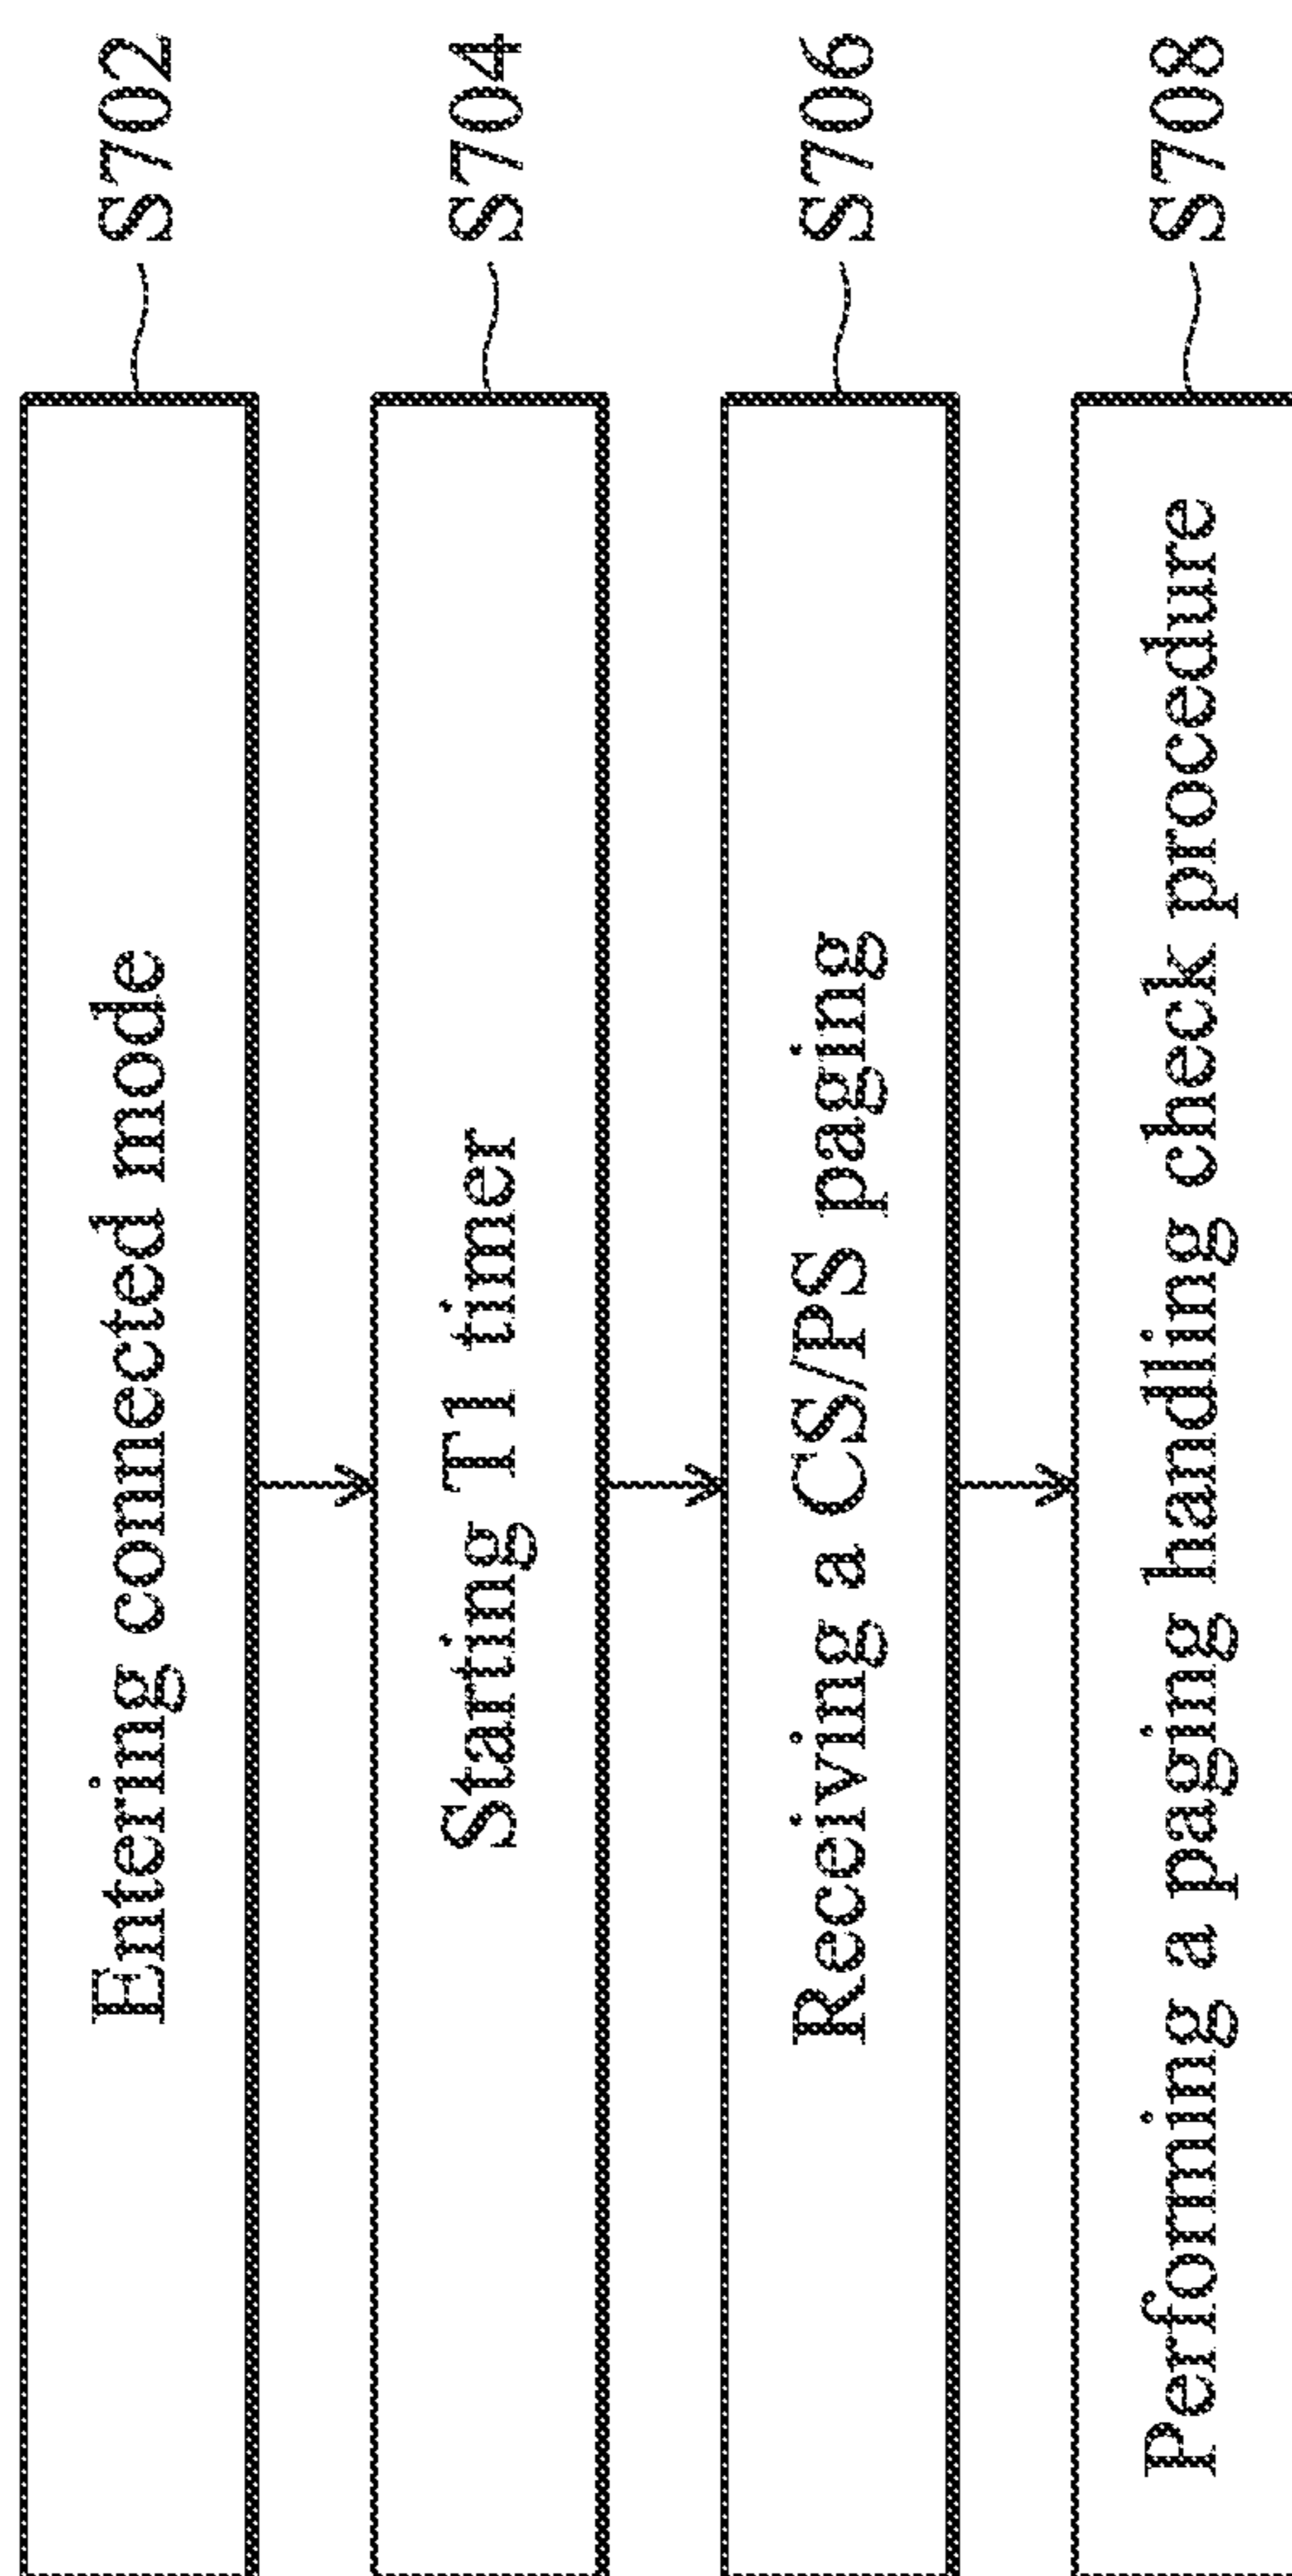 Entering connected mode
S702
Starting T1 timer
S704
Receiving a CS/PS paging
S706
Performing a paging handling check procedure
S708